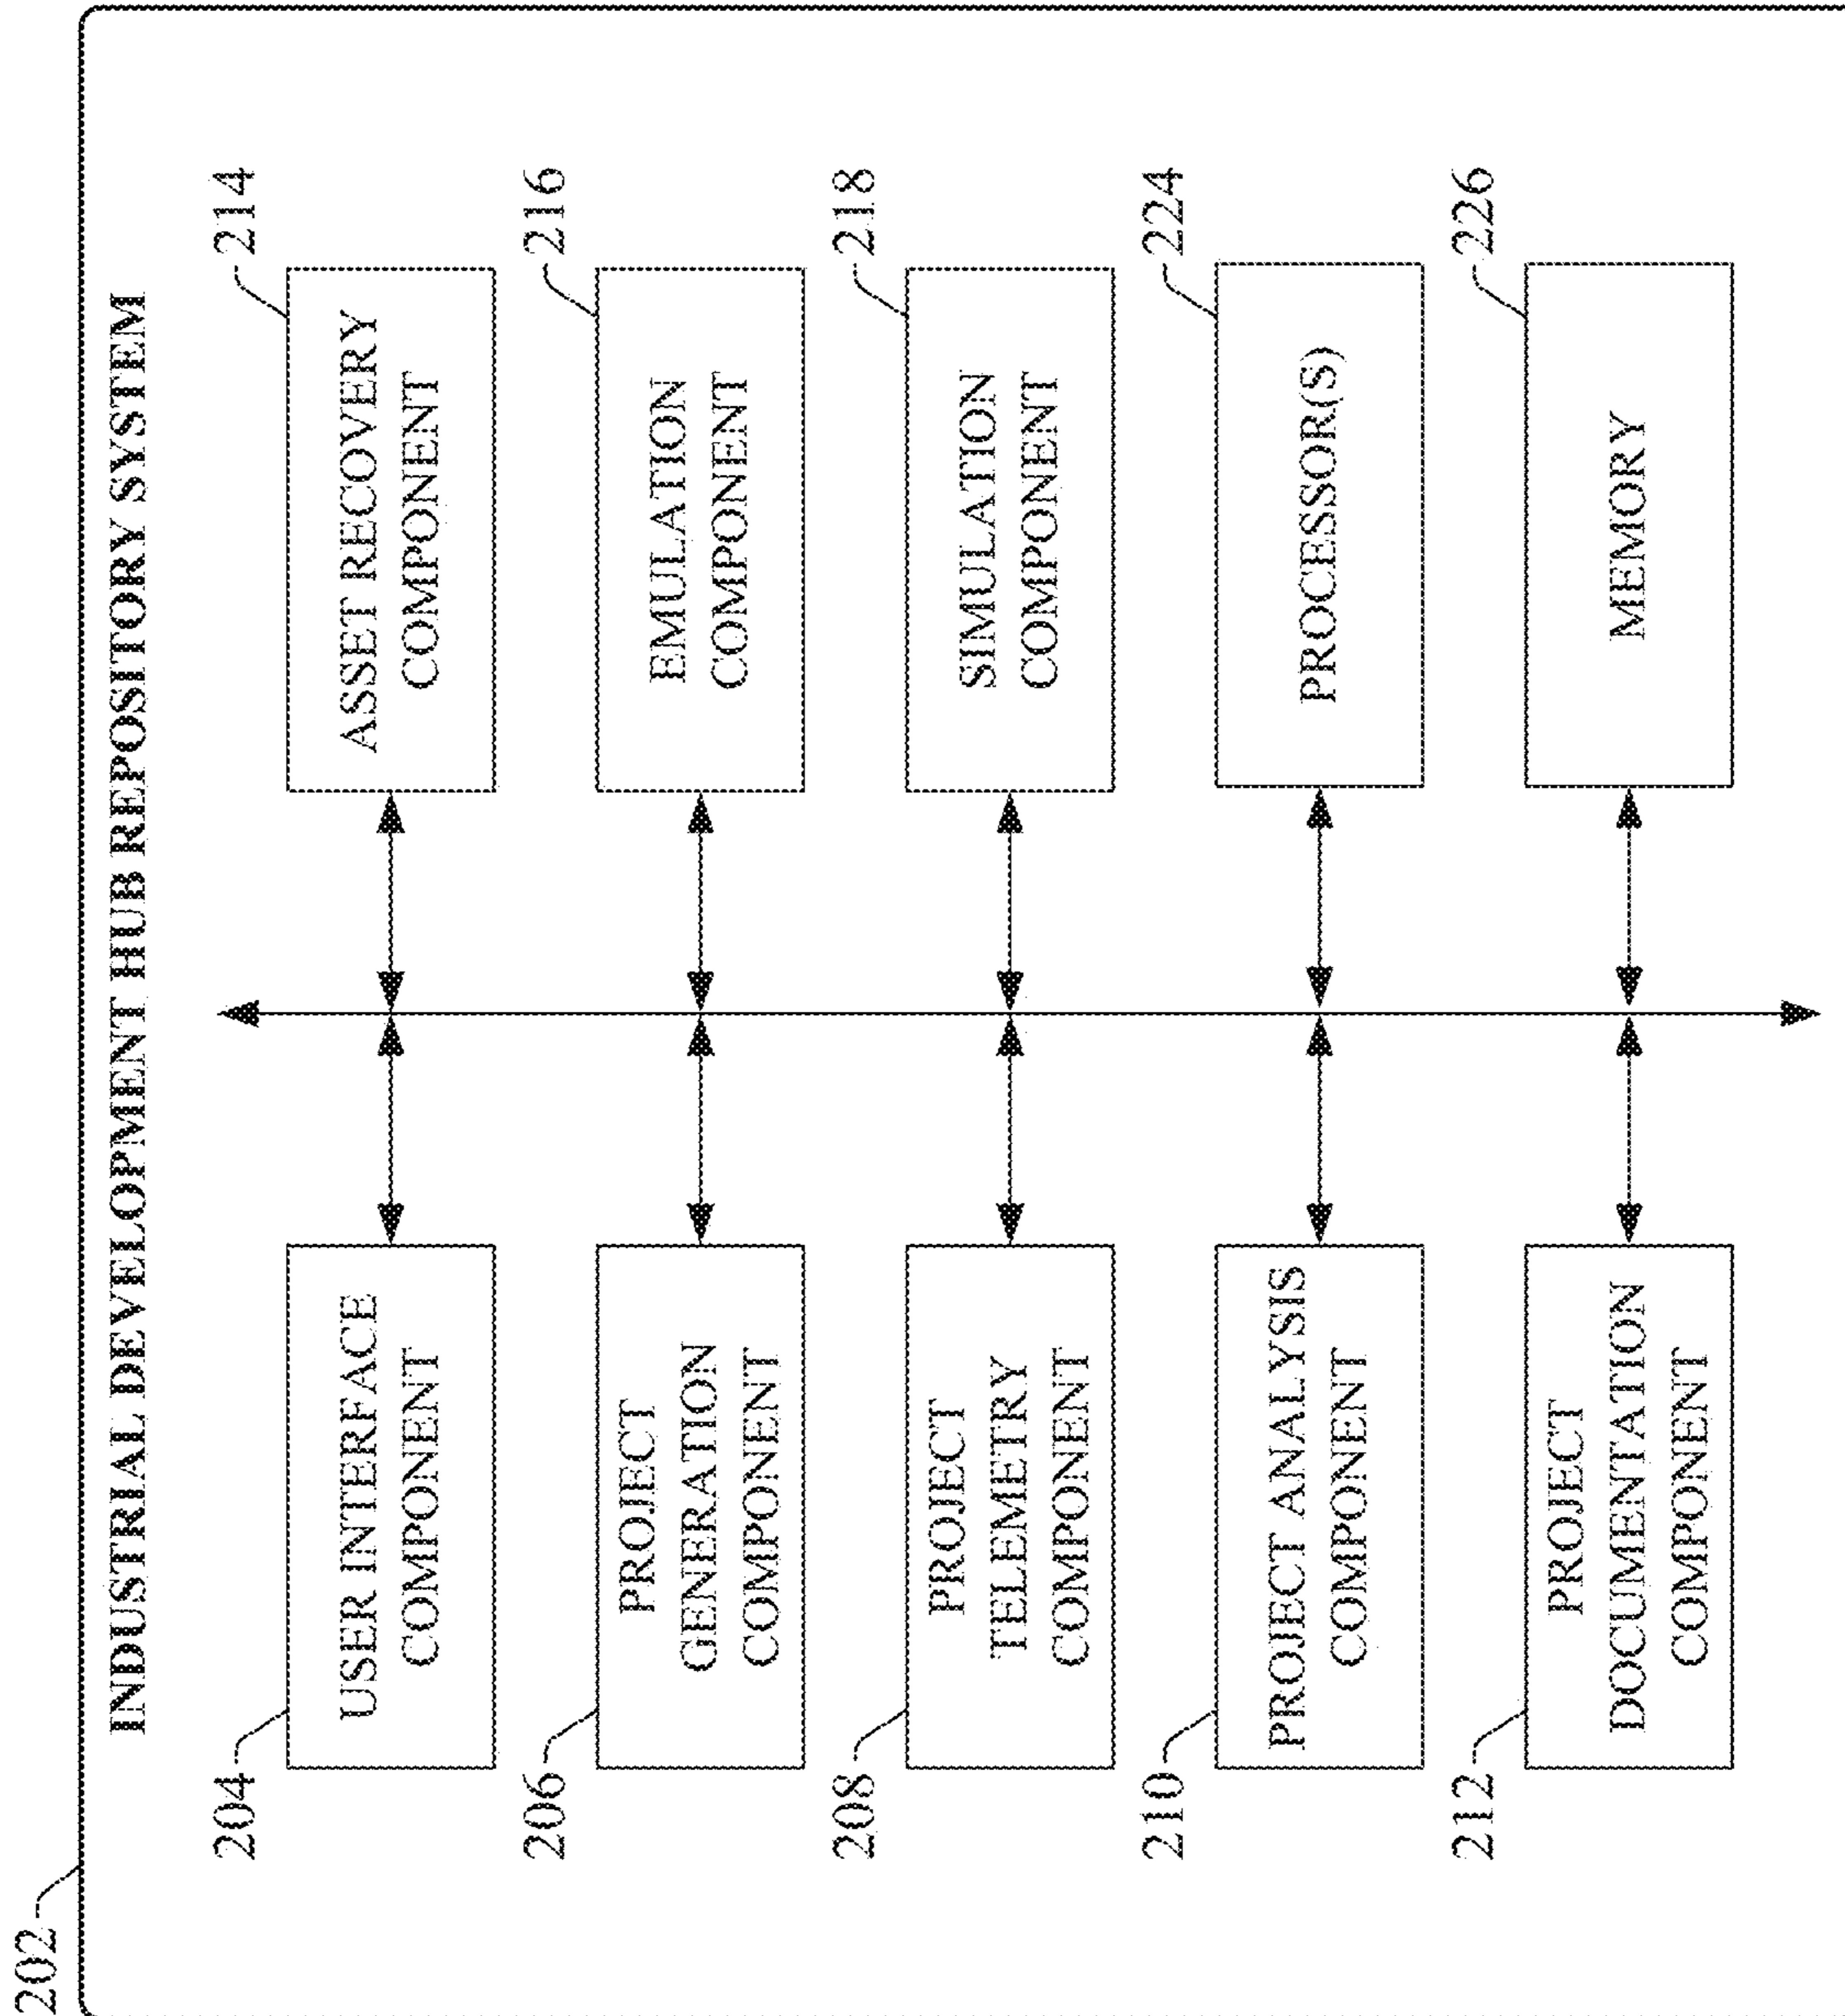 202
INDUSTRIAL DEVELOPMENT HUB REPOSITORY SYSTEM
204
USER INTERFACE
COMPONENT
206
PROJECT
GENERATION
COMPONENT
208
PROJECT
TELEMETRY
COMPONENT
210
PROJECT ANALYSIS
COMPONENT
212
PROJECT
DOCUMENTATION
COMPONENT
214
ASSET RECOVERY
COMPONENT
216
EMULATION
COMPONENT
218
SIMULATION
COMPONENT
224
PROCESSOR(S)
226
MEMORY